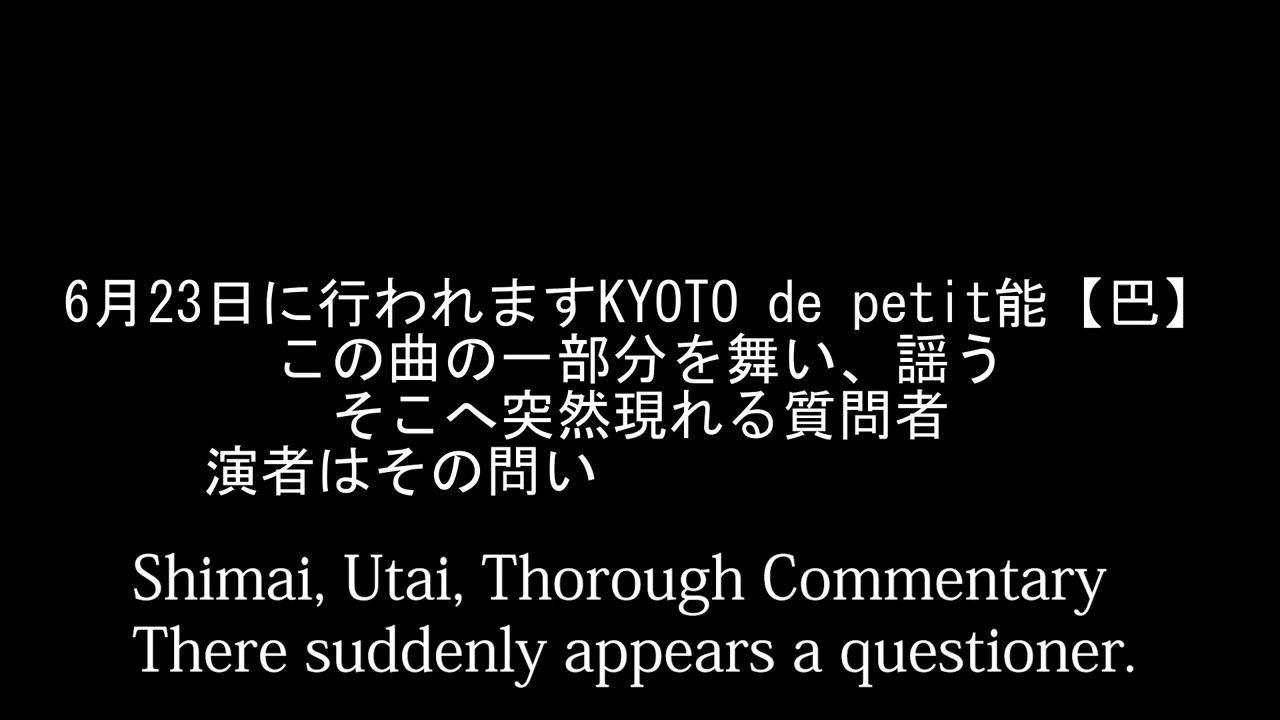 6月23日に行われますKYOTO de petit能【巴】
この曲の一部分を舞い、謡う
そこへ突然現れる質問者
演者はその問い
Shimai, Utai, Thorough Commentary
There suddenly appears a questioner.